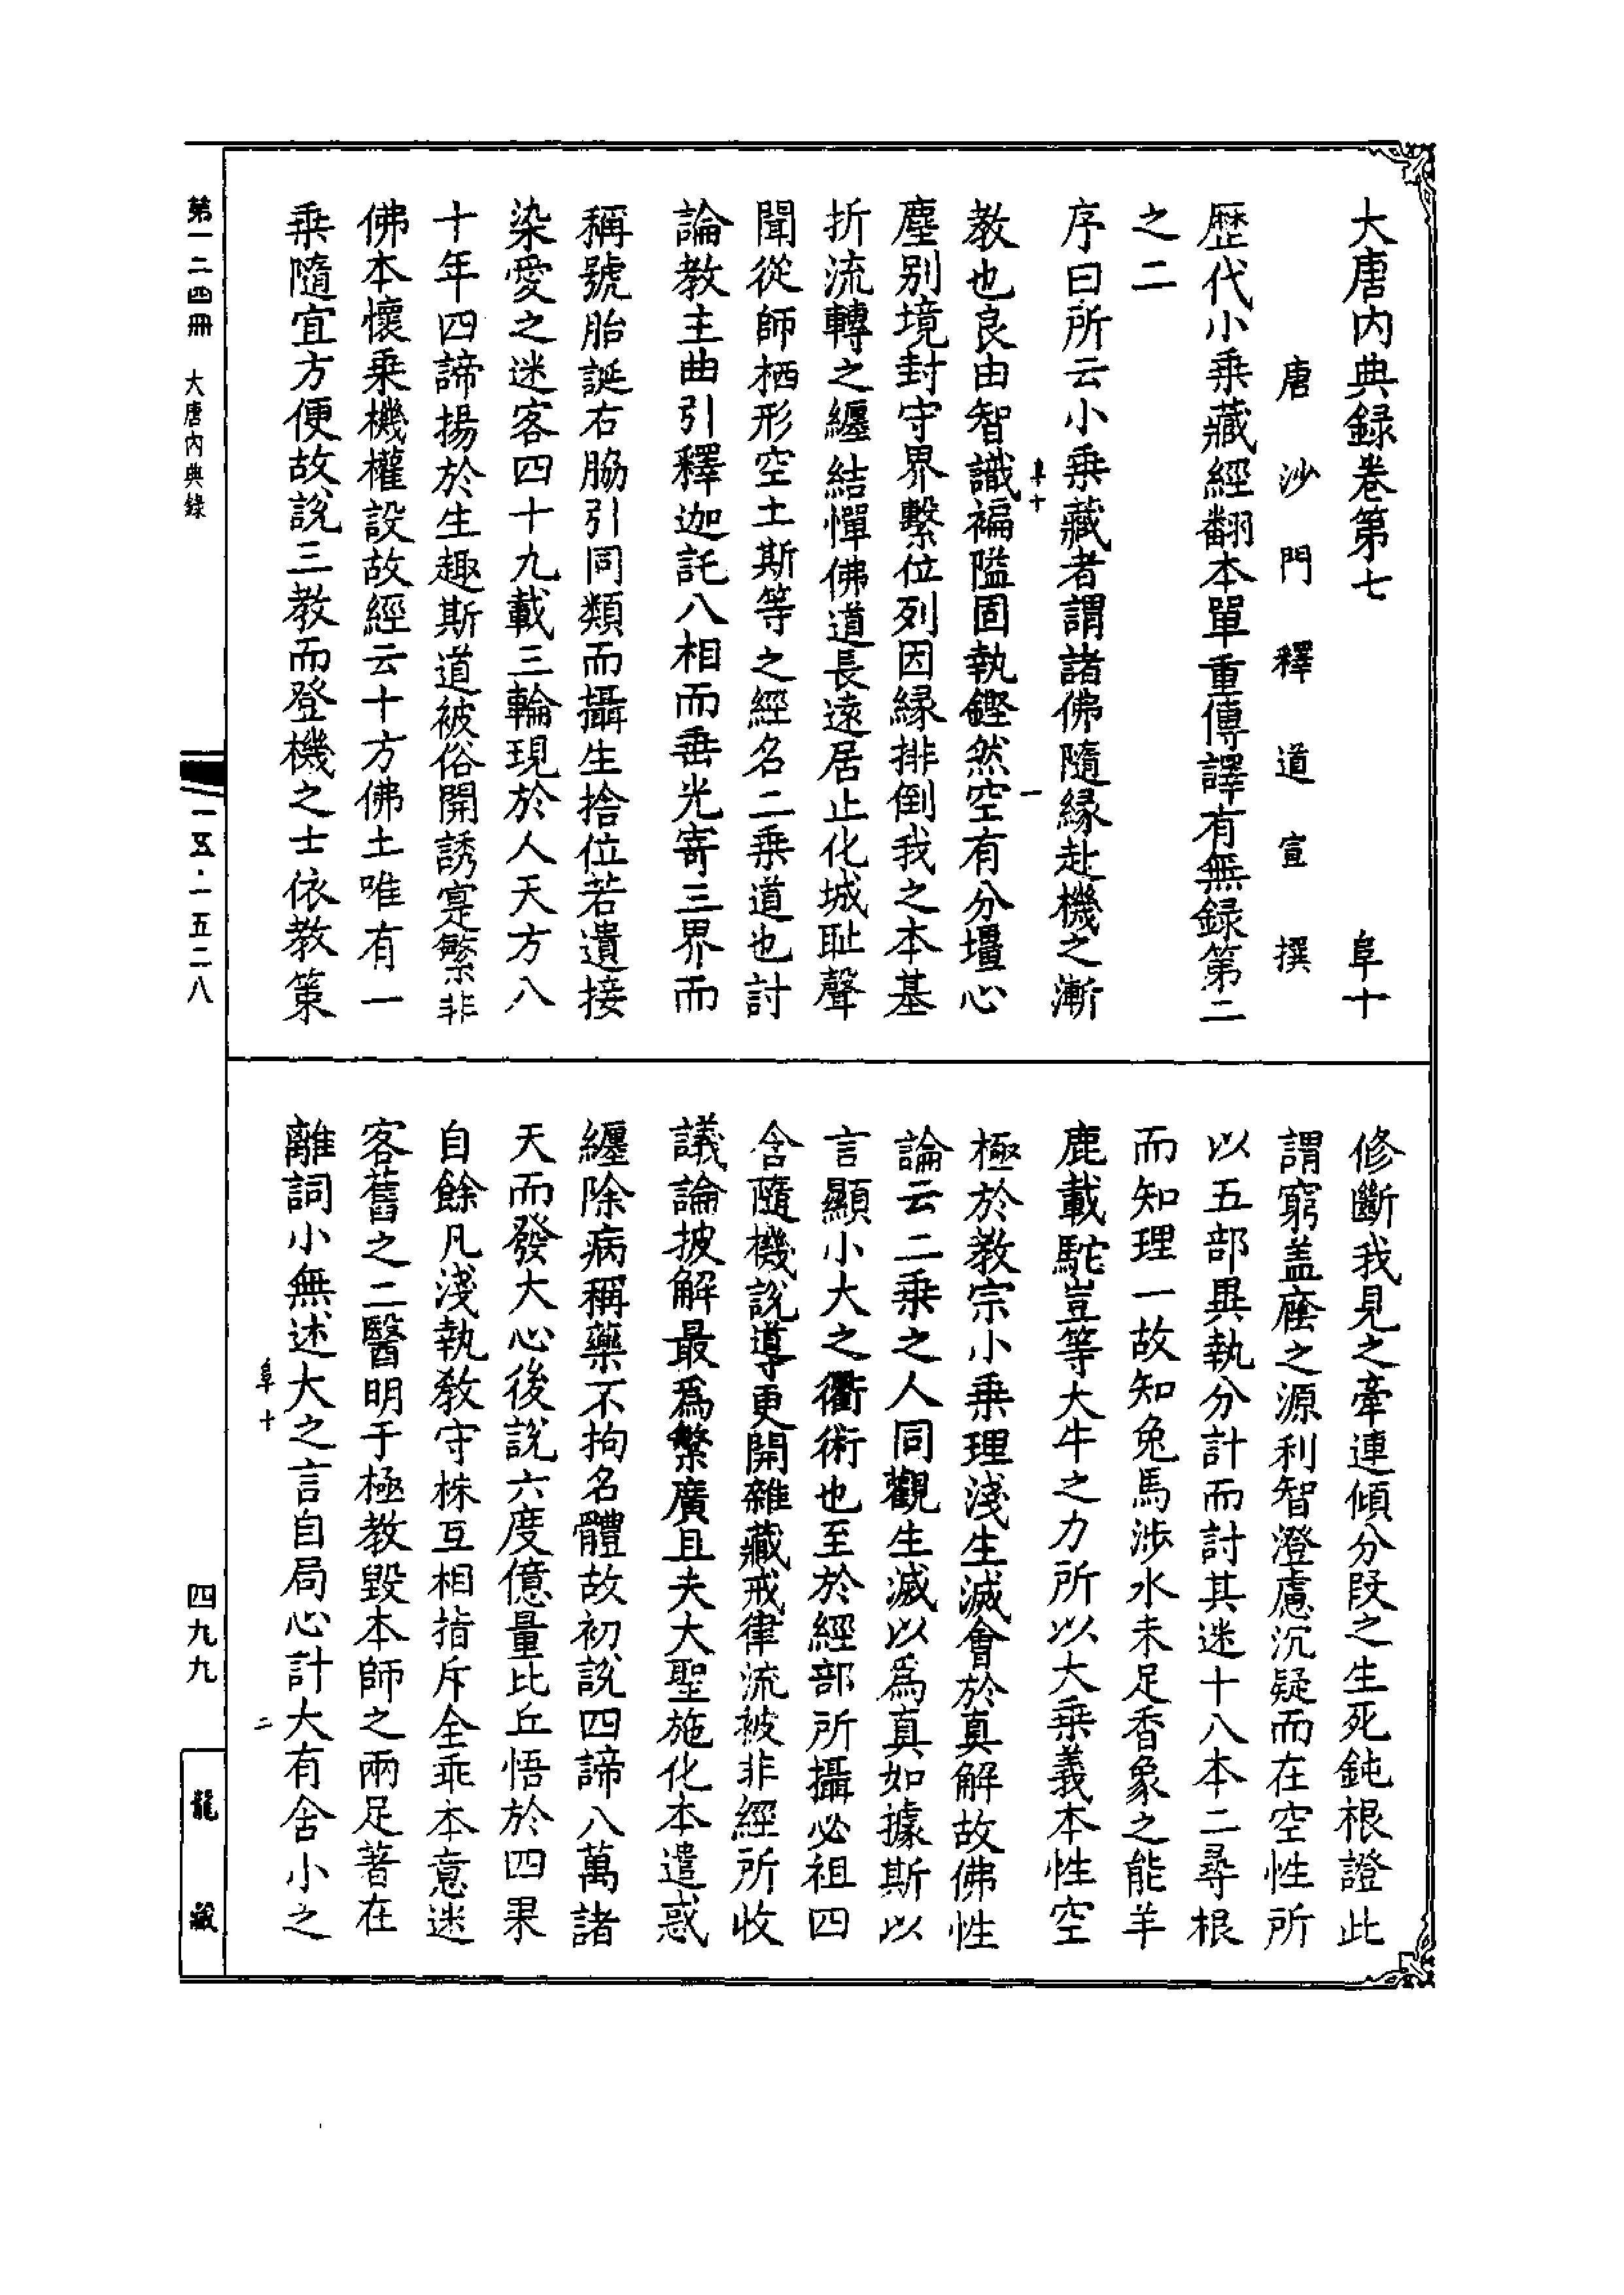 大唐内典録卷第七　阜十
唐沙門釋道宣撰
歷代小乗藏經翻本單重傳譯有無録第二
之二
序曰所云小乗藏者謂諸佛隨縁赴機之漸
阜十　一
教也良由智識褊隘固執鏗然空有分壃心
塵別境封守界繫位列因縁排倒我之本基
折流轉之纏結憚佛道長遠居止化城耻聲
聞從師栖形空土斯等之經名二乗道也討
論教主曲引釋迦託八相而垂光寄三界而
稱號胎誕右脇引同類而攝生捨位若遺接
染愛之迷客四十九載三輪現於人天方八
十年四諦揚於生趣斯道被俗開誘寔繁非
佛本懷乗機權設故經云十方佛土唯有一
乗隨宜方便故說三教而登機之士依教策
修斷我見之牽連傾分段之生死鈍根證此
謂窮盖㕓之源利智澄慮沉疑而在空性所
以五部異執分計而討其迷十八本二尋根
而知理一故知兔馬涉水未足香象之能羊
鹿載駝豈等大牛之力所以大乗義本性空
極於教宗小乗理淺生滅會於真解故佛性
論云二乗之人同觀生滅以爲真如據斯以
言顯小大之衢術也至於經部所攝必祖四
含隨機說導更開雜藏戒律流被非經所收
議論披解最爲繁廣且夫大聖施化本遣惑
纏除病稱藥不拘名體故初說四諦八萬諸
天而發大心後說六度億量比丘悟於四果
自餘凡淺執教守株互相指斥全乖本意迷
客舊之二醫明于極教毀本師之兩足著在
離詞小無述大之言自局心計大有含小之
阜十　二
第一二四冊　大唐内典錄
一五·一五二八
四九九
龍藏